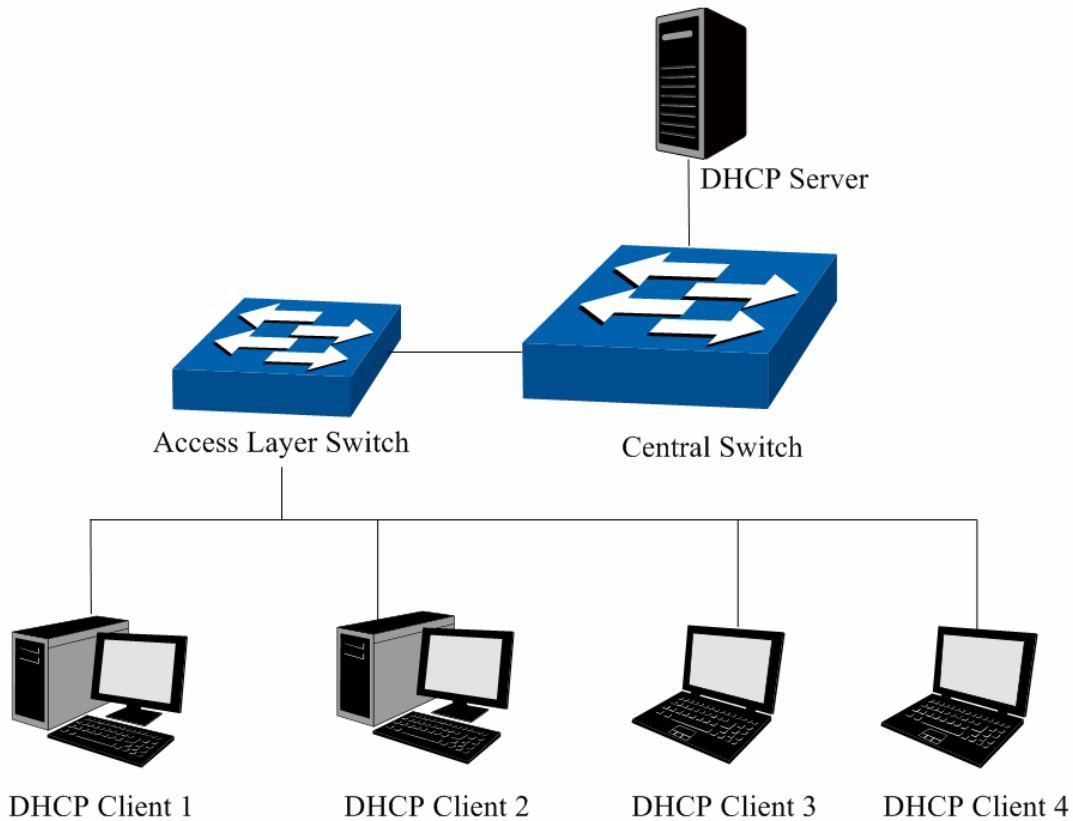 DHCP Server
Access Layer Switch
Central Switch
DHCP Client 1
DHCP Client 2
DHCP Client 3
DHCP Client 4